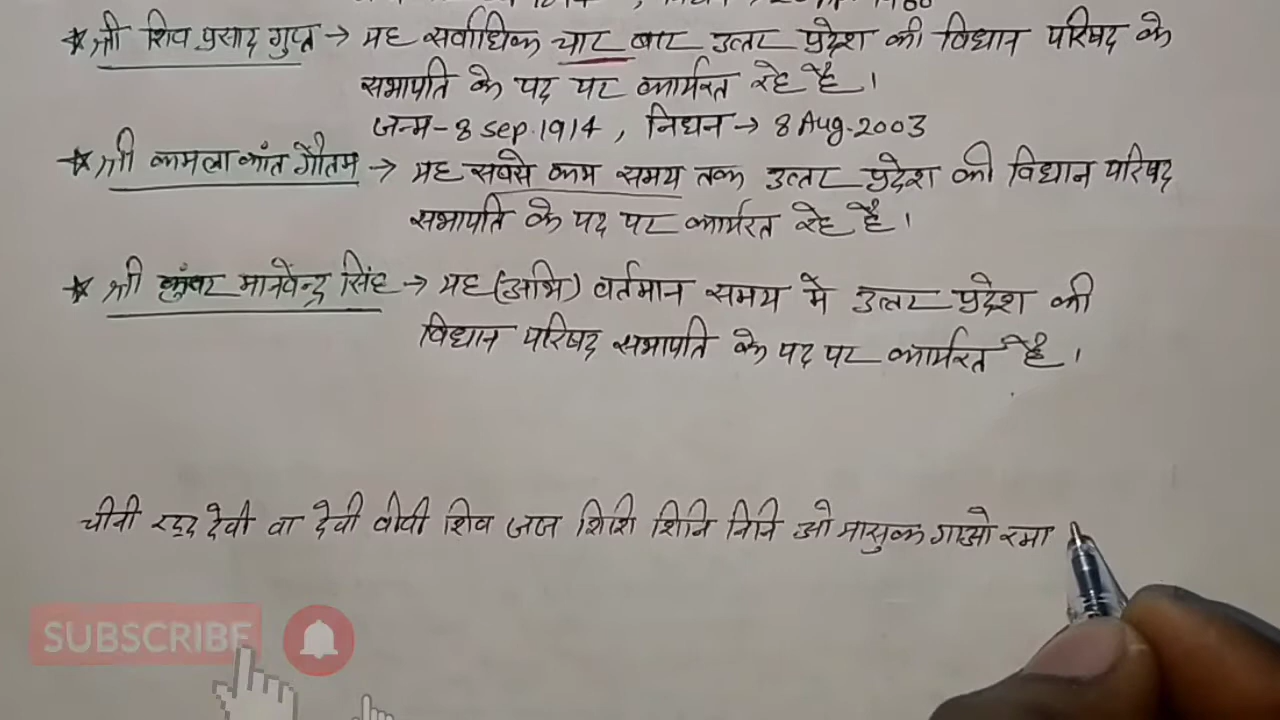 ★ श्री शिव प्रसाद गुप्त → यह सर्वाधिक चार बार उत्तर प्रदेश की विधान परिषद के
सभापति के पद पर कार्यरत रहे है।
जन्म - 8 Sep. 1914, निधन → 8 Aug. 2003
★ श्री कामला कांत गौतम → यह सबसे कम समय तक उत्तर प्रदेश की विधान परिषद
सभापति के पद पर कार्यरत रहे है।
★ श्री कुंवर मानवेन्द्र सिंह → यह (अभि) वर्तमान समय में उत्तर प्रदेश की
विधान परिषद सभापति के पद पर कार्यरत है।
चीनी देवी वा देवी वीवी शिव जज शिशि शिनि निनि ओ मासुक गाओ रमा
SUBSCRIBE